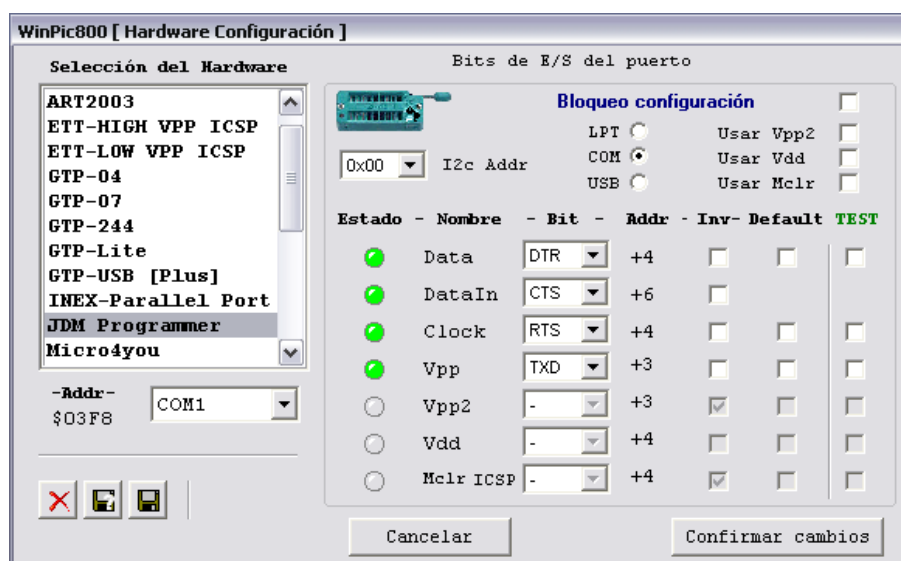 WinPic800 [ Hardware Configuració​n ]
Selección del Hardware
ART2003
ETT-HIGH VPP ICSP
ETT-LOW VPP ICSP
GTP-04
GTP-07
GTP-244
GTP-Lite
GTP-USB [Plus]
INEX-Parallel Port
JDM Programmer
Micro4you
-Addr-
$03F8
COM1
Bits de E/S del puerto
Bloqueo configuración
LPT
Usar Vpp2
0x00
I2c Addr
COM
Usar Vdd
USB
Usar Mclr
Estado - Nombre - Bit - Addr - Inv- Default TEST
Data DTR +4
DataIn CTS +6
Clock RTS +4
Vpp TXD +3
Vpp2 - +3
Vdd - +4
Mclr ICSP - +4
Cancelar
Confirmar cambios